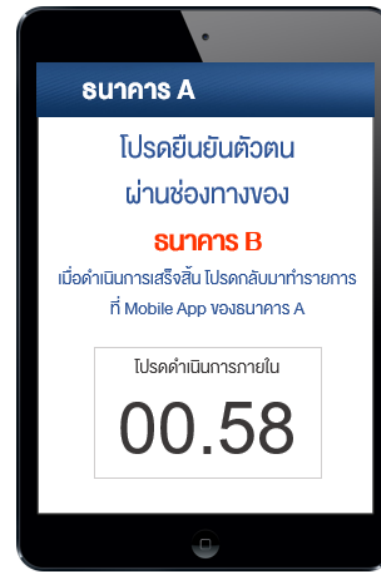 ธนาคาร A
โปรดยืนยันตัวตน
ผ่านช่องทางของ
ธนาคาร B
เมื่อดำเนินการเสร็จสิ้น โปรดกลับมาทำรายการ
ที่ Mobile App ของธนาคาร A
โปรดดำเนินการภายใน
00.58